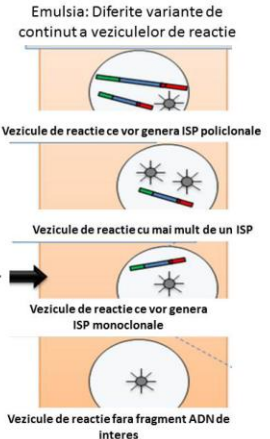 Emulsia: Diferite variante de
continut a veziculelor de reactie
Vezicule de reactie ce vor genera ISP policlonale
Vezicule de reactie cu mai mult de un ISP
Vezicule de reactie ce vor genera
ISP monoclonale
Vezicule de reactie fara fragment ADN de
interes